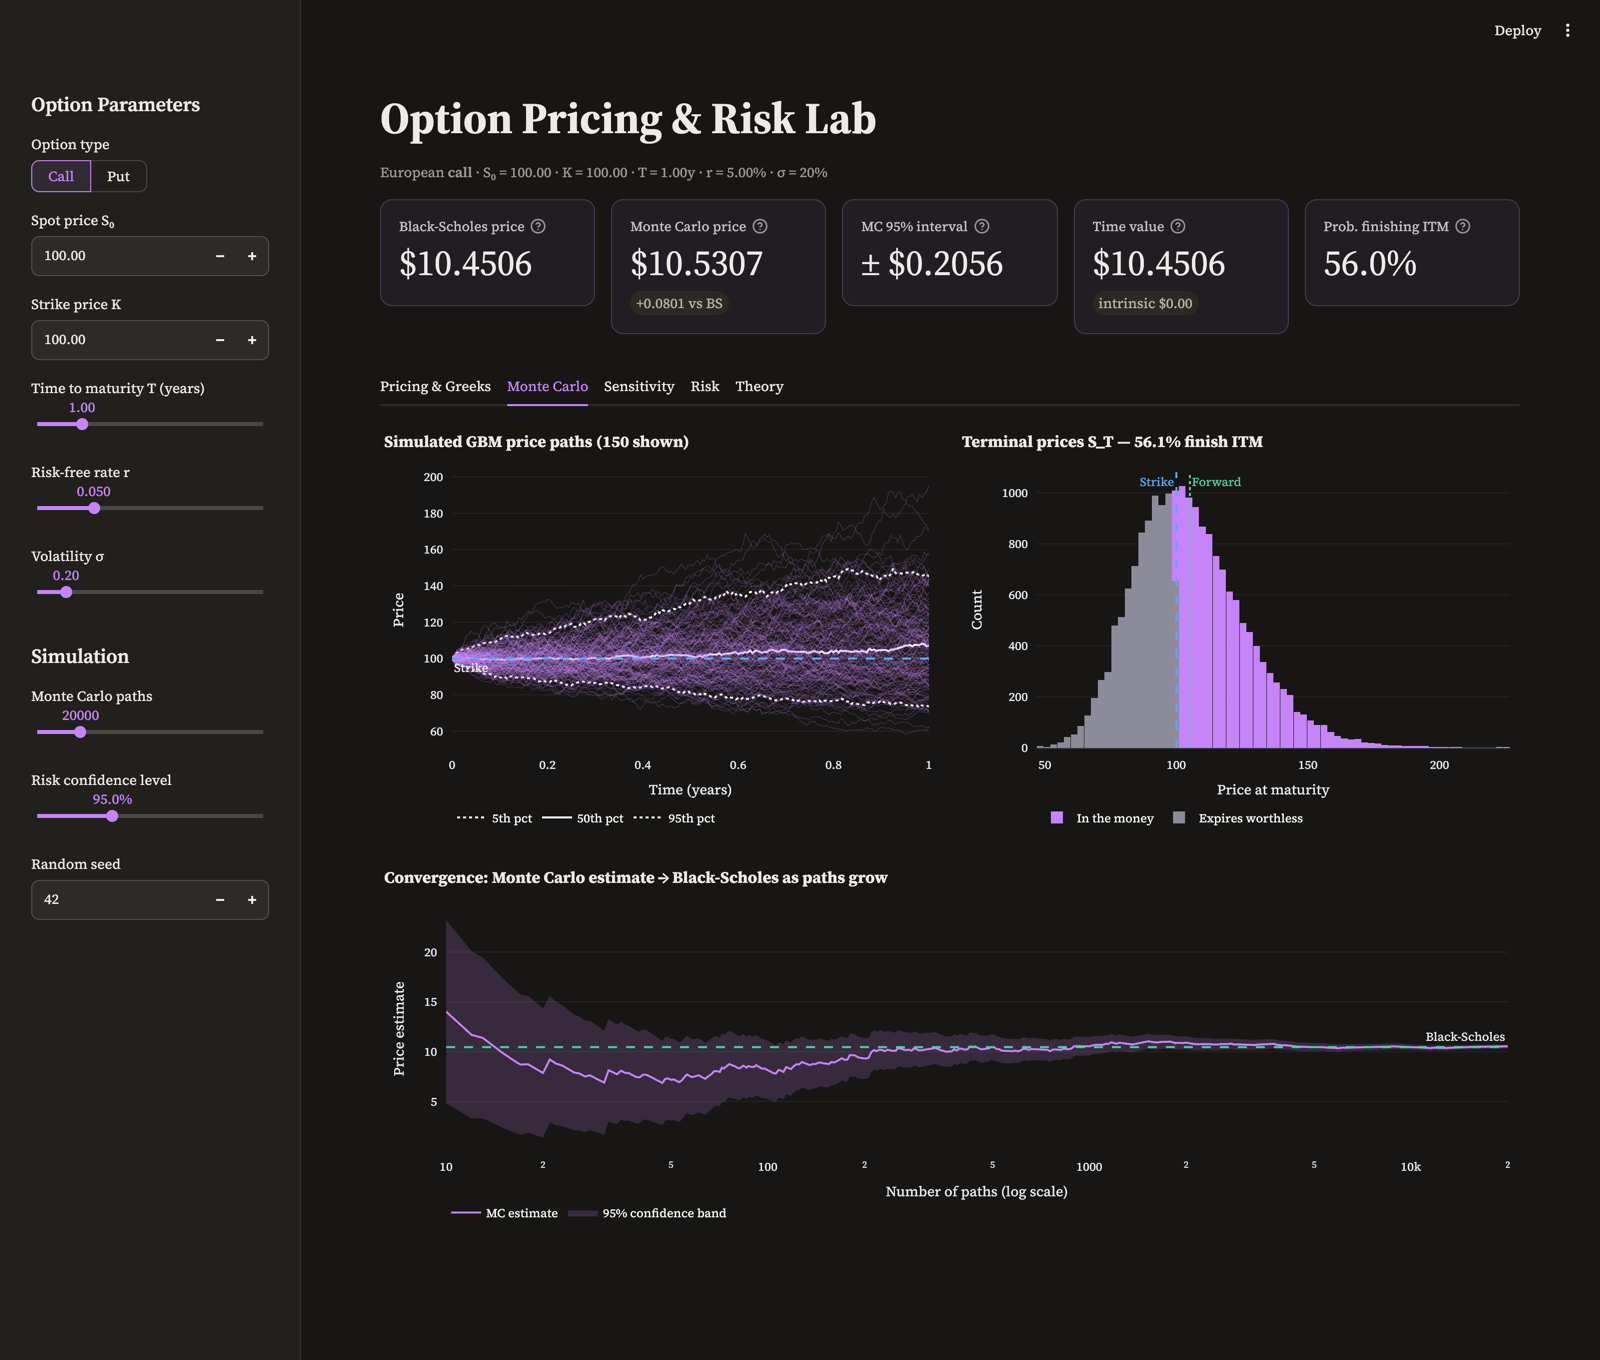 Deploy
Option Parameters
Option type
Call Put
Spot price S₀
100.00
Strike price K
100.00
Time to maturity T (years)
1.00
Risk-free rate r
0.050
Volatility σ
0.20
Simulation
Monte Carlo paths
20000
Risk confidence level
95.0%
Random seed
42
Option Pricing & Risk Lab
European call · S₀ = 100.00 · K = 100.00 · T = 1.00y · r = 5.00% · σ = 20%
Black-Scholes price
$10.4506
Monte Carlo price
$10.5307
+0.0801 vs BS
MC 95% interval
± $0.2056
Time value
$10.4506
intrinsic $0.00
Prob. finishing ITM
56.0%
Pricing & Greeks Monte Carlo Sensitivity Risk Theory
Simulated GBM price paths (150 shown)
200
180
160
140
120
100
80
60
Price
Strike
0 0.2 0.4 0.6 0.8 1
Time (years)
5th pct 50th pct 95th pct
Terminal prices S_T — 56.1% finish ITM
Strike Forward
1000
800
600
400
200
0
Count
50 100 150 200
Price at maturity
In the money Expires worthless
Convergence: Monte Carlo estimate → Black-Scholes as paths grow
20
15
10
5
Price estimate
Black-Scholes
10 2 5 100 2 5 1000 2 5 10k 2
Number of paths (log scale)
MC estimate 95% confidence band